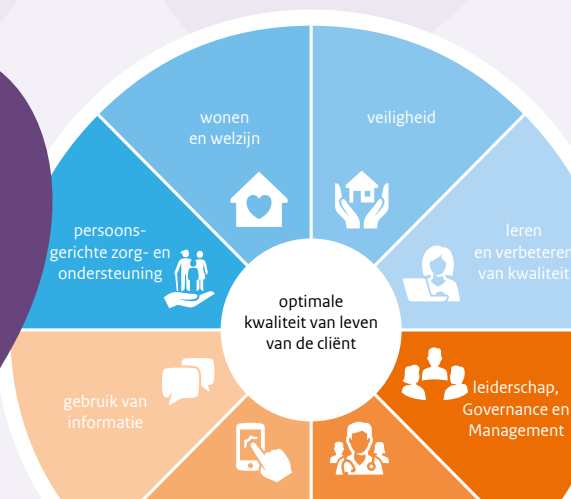 wonen
en welzijn
veiligheid
persoons-
gerichte zorg- en
ondersteuning
leren
en verbeteren
van kwaliteit
optimale
kwaliteit van leven
van de cliënt
gebruik van
informatie
leiderschap,
Governance en
Management